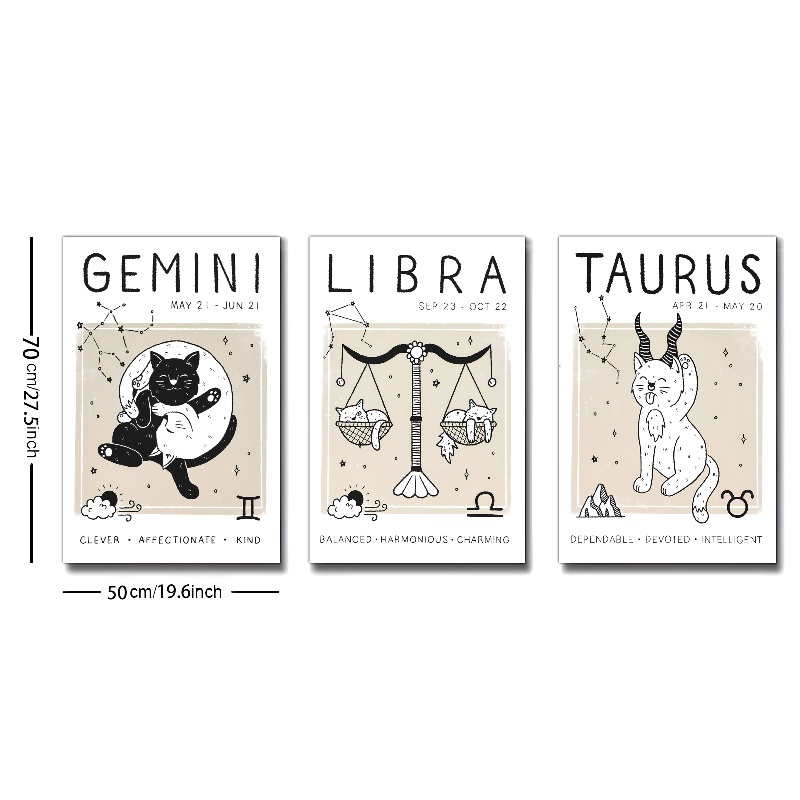 70cm/27.5inch
GEMINI
MAY 21 - JUN 21
CLEVER • AFFECTIONATE • KIND
50cm/19.6inch
LIBRA
SEP 23 - OCT 22
BALANCED • HARMONIOUS • CHARMING
TAURUS
APR 21 - MAY 20
DEPENDABLE • DEVOTED • INTELLIGENT